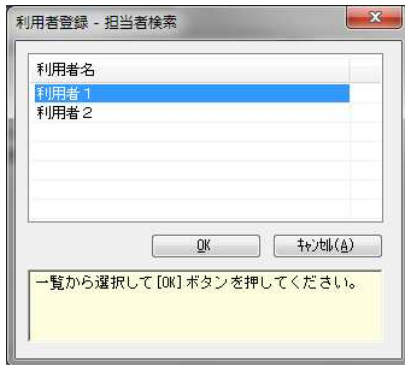 利用者登録 - 担当者検索
利用者名
利用者１
利用者２
OK
ｷｬﾝｾﾙ(A)
一覧から選択して[OK]ボタンを押してください。